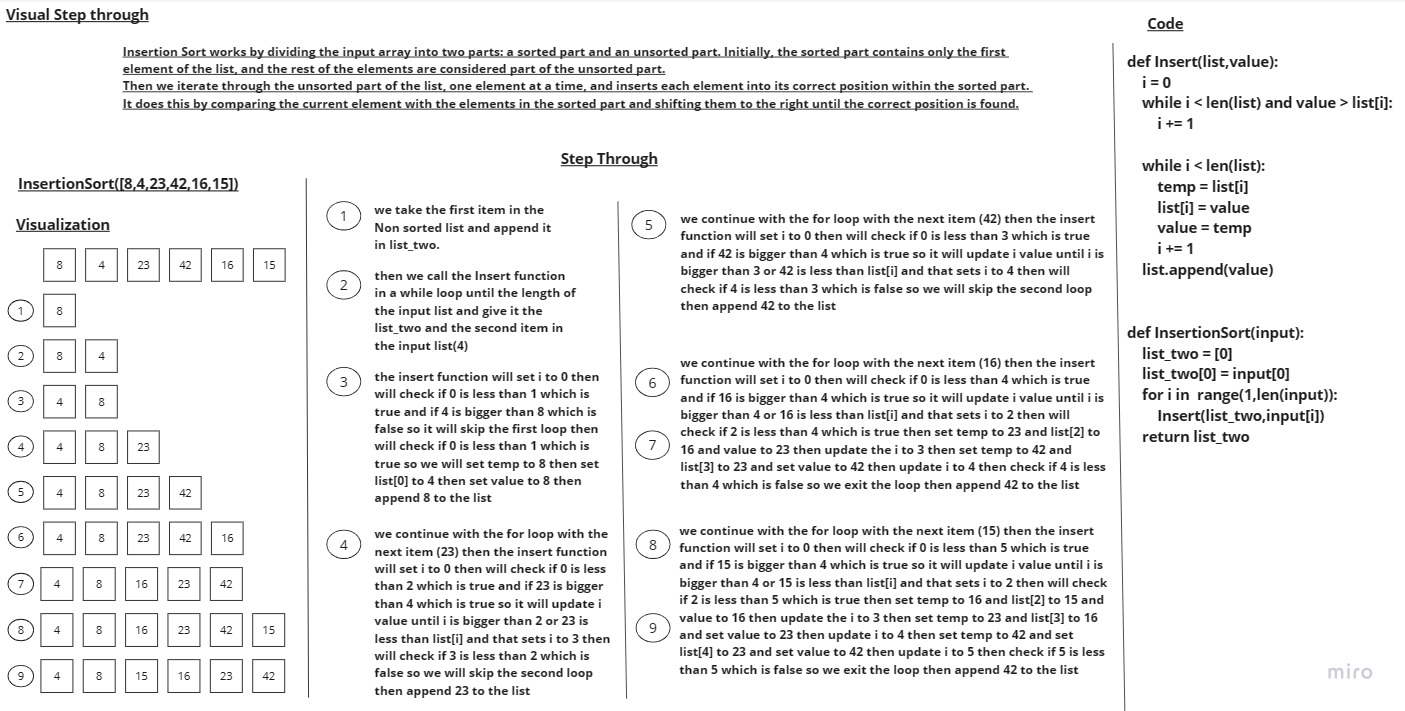 Visual Step through
Insertion Sort works by dividing the input array into two parts: a sorted part and an unsorted part. Initially, the sorted part contains only the first
element of the list, and the rest of the elements are considered part of the unsorted part.
Then we iterate through the unsorted part of the list, one element at a time, and inserts each element into its correct position within the sorted part.
It does this by comparing the current element with the elements in the sorted part and shifting them to the right until the correct position is found.
InsertionSort([8,4,23,42,16,15])
Visualization
8 4 23 42 16 15
1 8
2 8 4
3 4 8
4 4 8 23
5 4 8 23 42
6 4 8 23 42 16
7 4 8 16 23 42
8 4 8 16 23 42 15
9 4 8 15 16 23 42
Step Through
1
we take the first item in the
Non sorted list and append it
in list_two.
2
then we call the Insert function
in a while loop until the length of
the input list and give it the
list_two and the second item in
the input list(4)
3
the insert function will set i to 0 then
will check if 0 is less than 1 which is
true and if 4 is bigger than 8 which is
false so it will skip the first loop then
will check if 0 is less than 1 which is
true so we will set temp to 8 then set
list[0] to 4 then set value to 8 then
append 8 to the list
4
we continue with the for loop with the
next item (23) then the insert function
will set i to 0 then will check if 0 is less
than 2 which is true and if 23 is bigger
than 4 which is true so it will update i
value until i is bigger than 2 or 23 is
less than list[i] and that sets i to 3 then
will check if 3 is less than 2 which is
false so we will skip the second loop
then append 23 to the list
5
we continue with the for loop with the next item (42) then the insert
function will set i to 0 then will check if 0 is less than 3 which is true
and if 42 is bigger than 4 which is true so it will update i value until i is
bigger than 3 or 42 is less than list[i] and that sets i to 4 then will
check if 4 is less than 3 which is false so we will skip the second loop
then append 42 to the list
6
7
we continue with the for loop with the next item (16) then the insert
function will set i to 0 then will check if 0 is less than 4 which is true
and if 16 is bigger than 4 which is true so it will update i value until i is
bigger than 4 or 16 is less than list[i] and that sets i to 2 then will
check if 2 is less than 4 which is true then set temp to 23 and list[2] to
16 and value to 23 then update the i to 3 then set temp to 42 and
list[3] to 23 and set value to 42 then update i to 4 then check if 4 is less
than 4 which is false so we exit the loop then append 42 to the list
8
9
we continue with the for loop with the next item (15) then the insert
function will set i to 0 then will check if 0 is less than 5 which is true
and if 15 is bigger than 4 which is true so it will update i value until i is
bigger than 4 or 15 is less than list[i] and that sets i to 2 then will check
if 2 is less than 5 which is true then set temp to 16 and list[2] to 15 and
value to 16 then update the i to 3 then set temp to 23 and list[3] to 16
and set value to 23 then update i to 4 then set temp to 42 and set
list[4] to 23 and set value to 42 then update i to 5 then check if 5 is less
than 5 which is false so we exit the loop then append 42 to the list
Code
def Insert(list,value):
i = 0
while i < len(list) and value > list[i]:
i += 1
while i < len(list):
temp = list[i]
list[i] = value
value = temp
i += 1
list.append(value)
def InsertionSort(input):
list_two = [0]
list_two[0] = input[0]
for i in range(1,len(input)):
Insert(list_two,input[i])
return list_two
miro